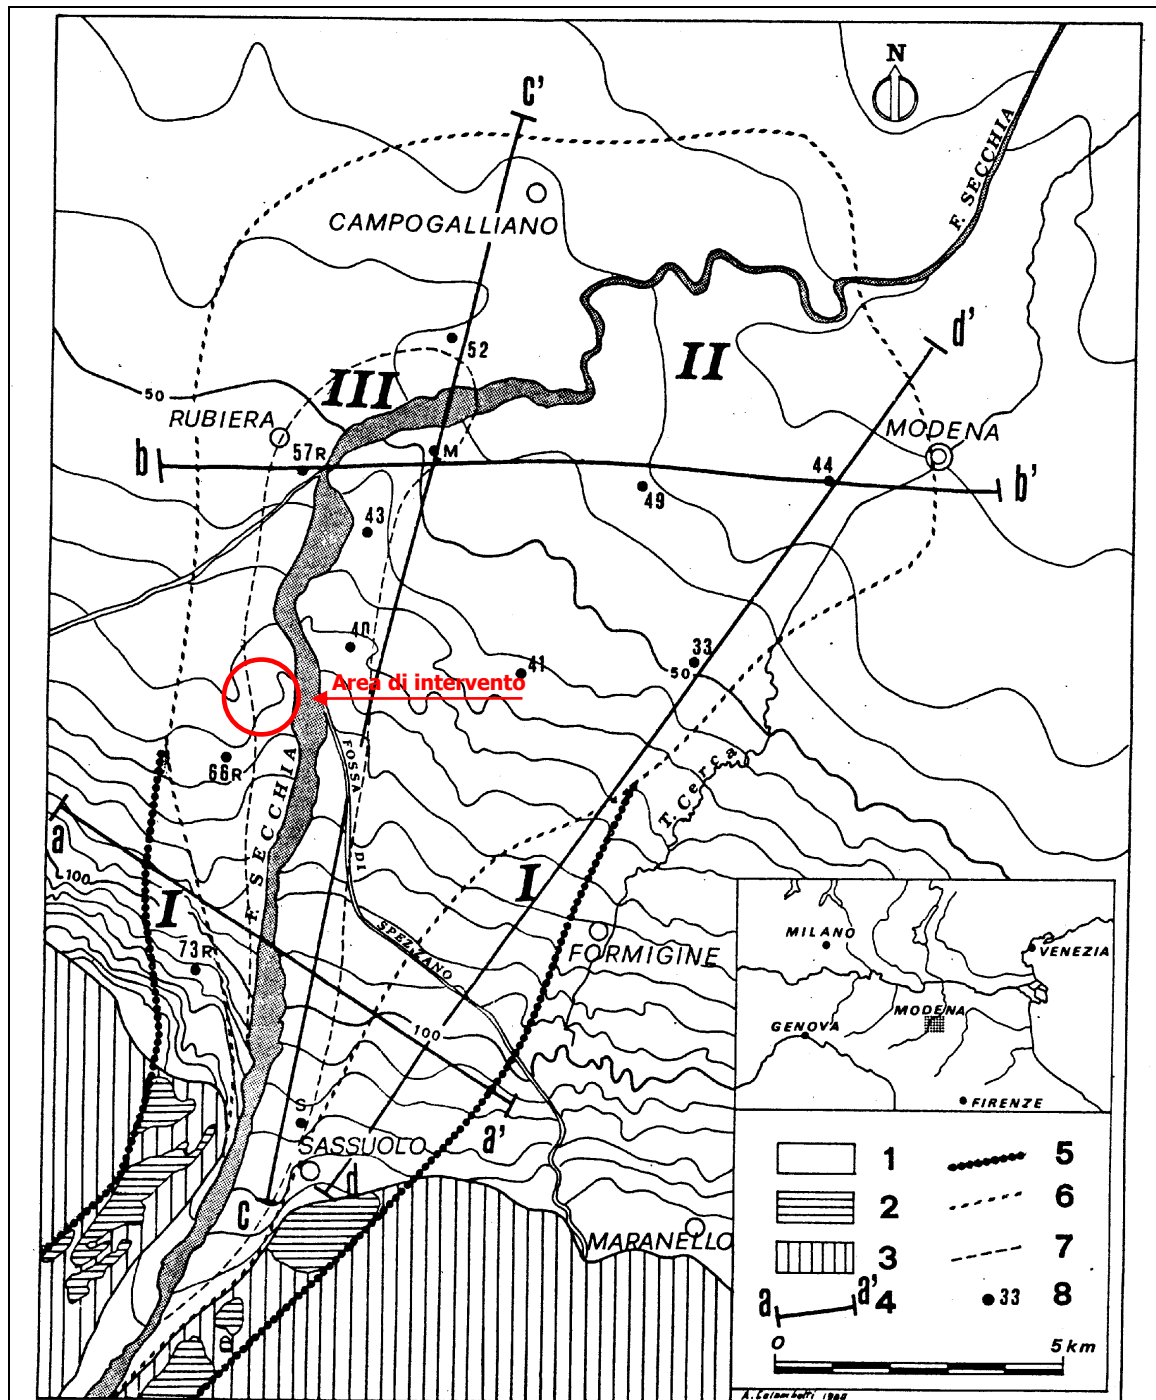 N
c'
F. SECCHIA
CAMPOGALLIANO
d'
52
II
III
50
RUBIERA
MODENA
57R
M
b
44
b'
49
43
40
33
41
50
Area di intervento
66R
FOSSA DI
SPEZZANO
T. Cerca
F. SECCHIA
a
100
I
I
73R
FORMIGINE
100
S
a'
SASSUOLO
d
c
MARANELLO
MILANO
VENEZIA
MODENA
GENOVA
FIRENZE
1
5
2
6
3
7
a a' 4
33 8
0 5 km